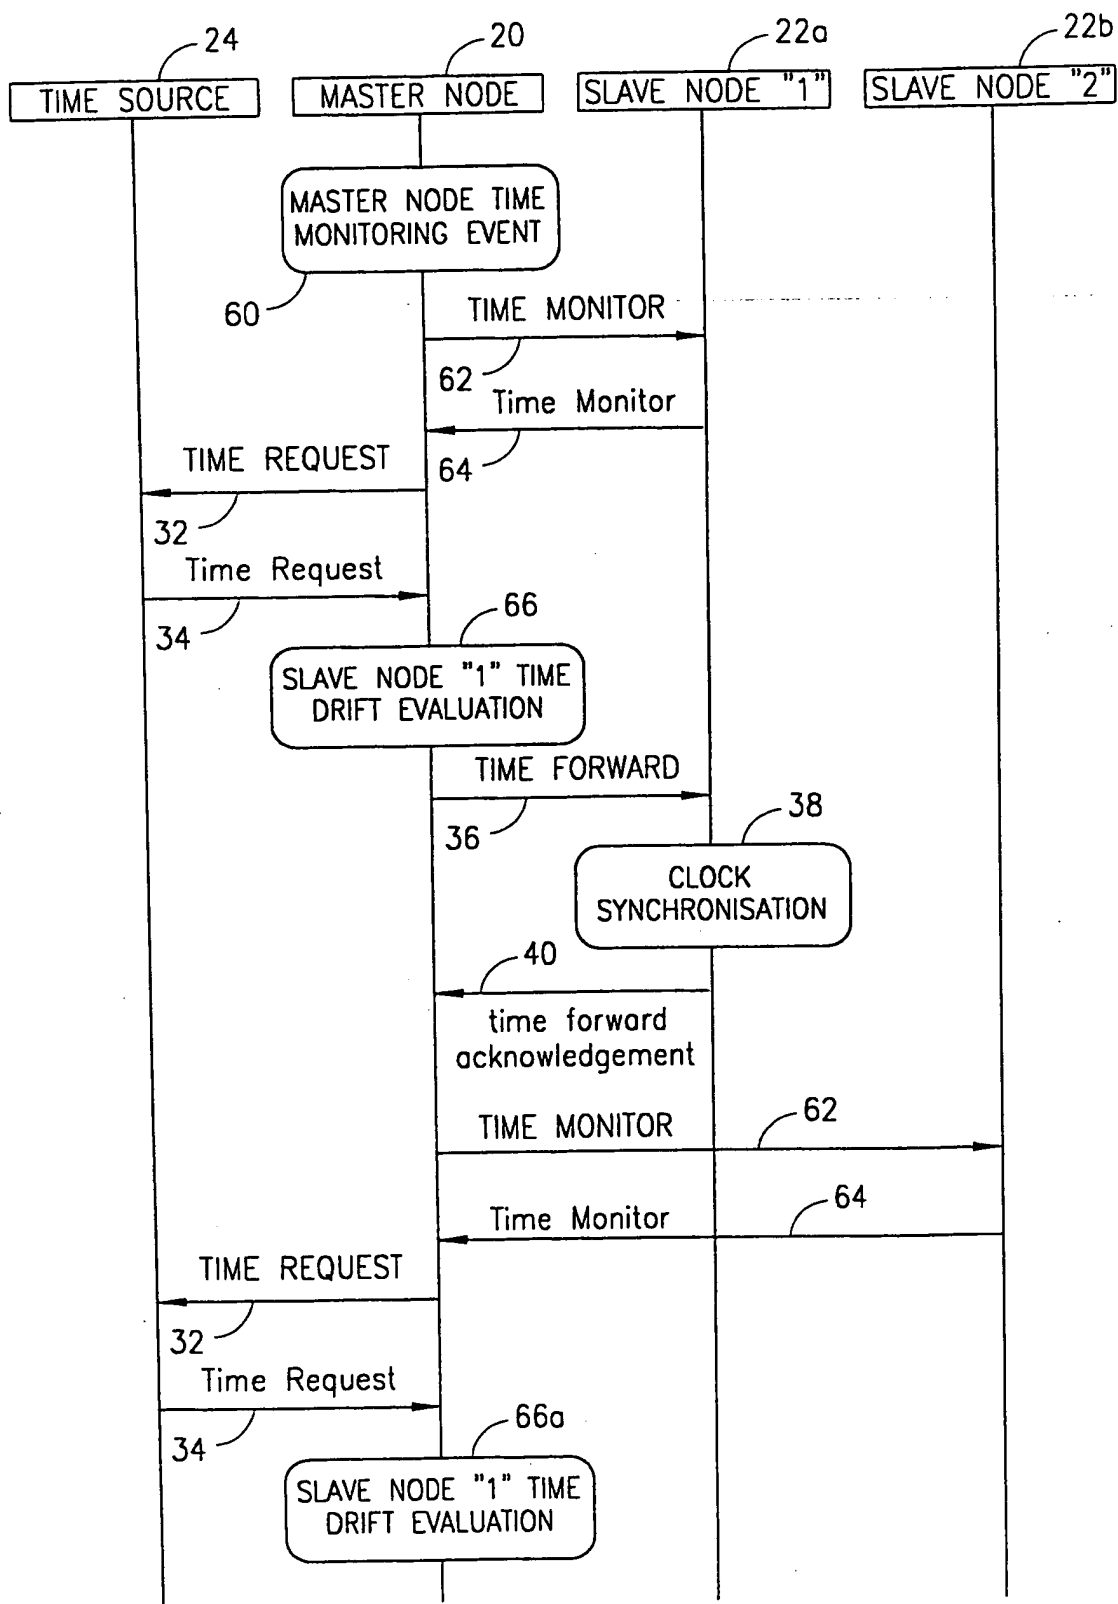 24
20
22a
22b
TIME SOURCE
MASTER NODE
SLAVE NODE "1"
SLAVE NODE "2"
MASTER NODE TIME
MONITORING EVENT
60
TIME MONITOR
62
Time Monitor
64
TIME REQUEST
32
Time Request
34
66
SLAVE NODE "1" TIME
DRIFT EVALUATION
TIME FORWARD
36
38
CLOCK
SYNCHRONISATION
40
time forward
acknowledgement
TIME MONITOR
62
Time Monitor
64
TIME REQUEST
32
Time Request
34
66a
SLAVE NODE "1" TIME
DRIFT EVALUATION